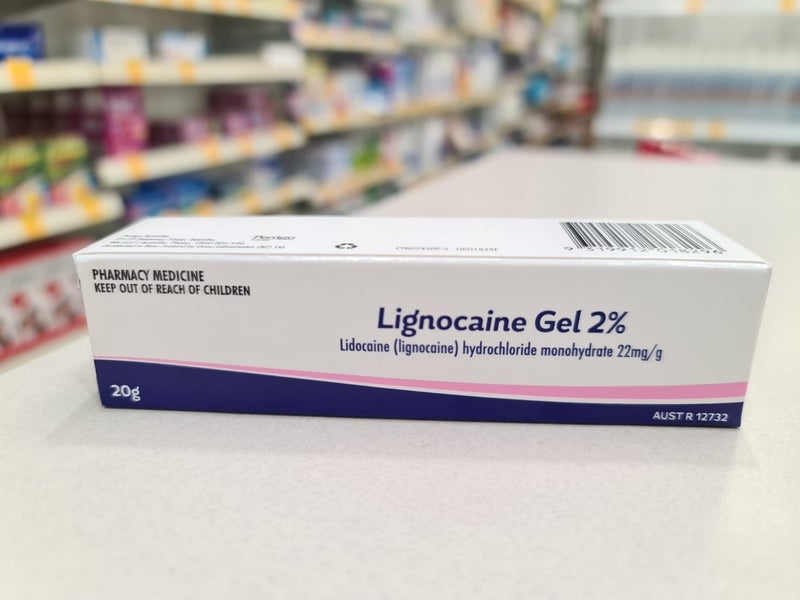 Perrigo
PHARMACY MEDICINE
KEEP OUT OF REACH OF CHILDREN
Lignocaine Gel 2%
Lidocaine (lignocaine) hydrochloride monohydrate 22mg/g
20g
AUST R 12732